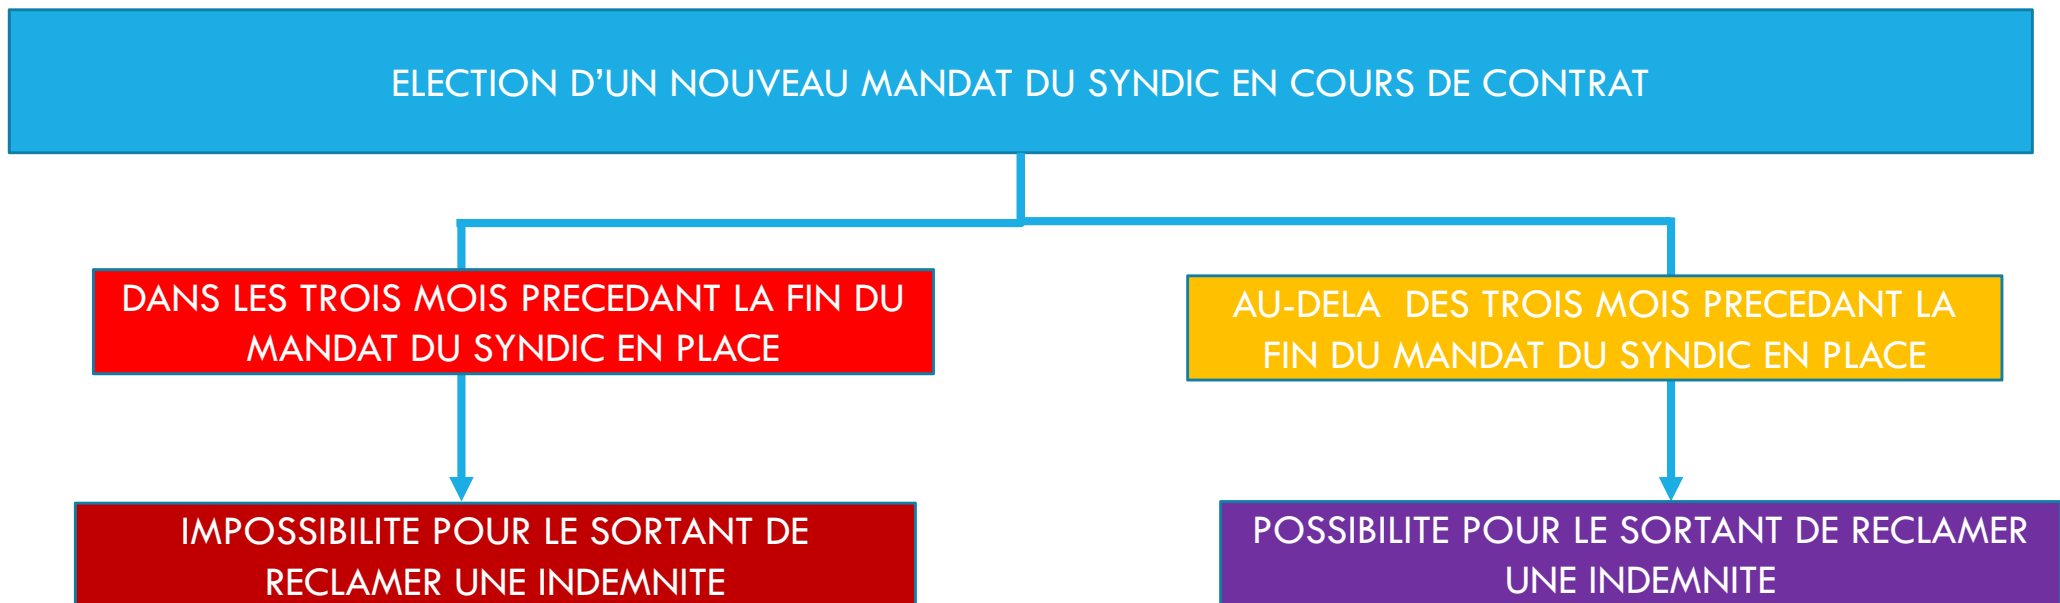 ELECTION D'UN NOUVEAU MANDAT DU SYNDIC EN COURS DE CONTRAT
DANS LES TROIS MOIS PRECEDANT LA FIN DU
MANDAT DU SYNDIC EN PLACE
AU-DELA DES TROIS MOIS PRECEDANT LA
FIN DU MANDAT DU SYNDIC EN PLACE
IMPOSSIBILITE POUR LE SORTANT DE
RECLAMER UNE INDEMNITE
POSSIBILITE POUR LE SORTANT DE RECLAMER
UNE INDEMNITE